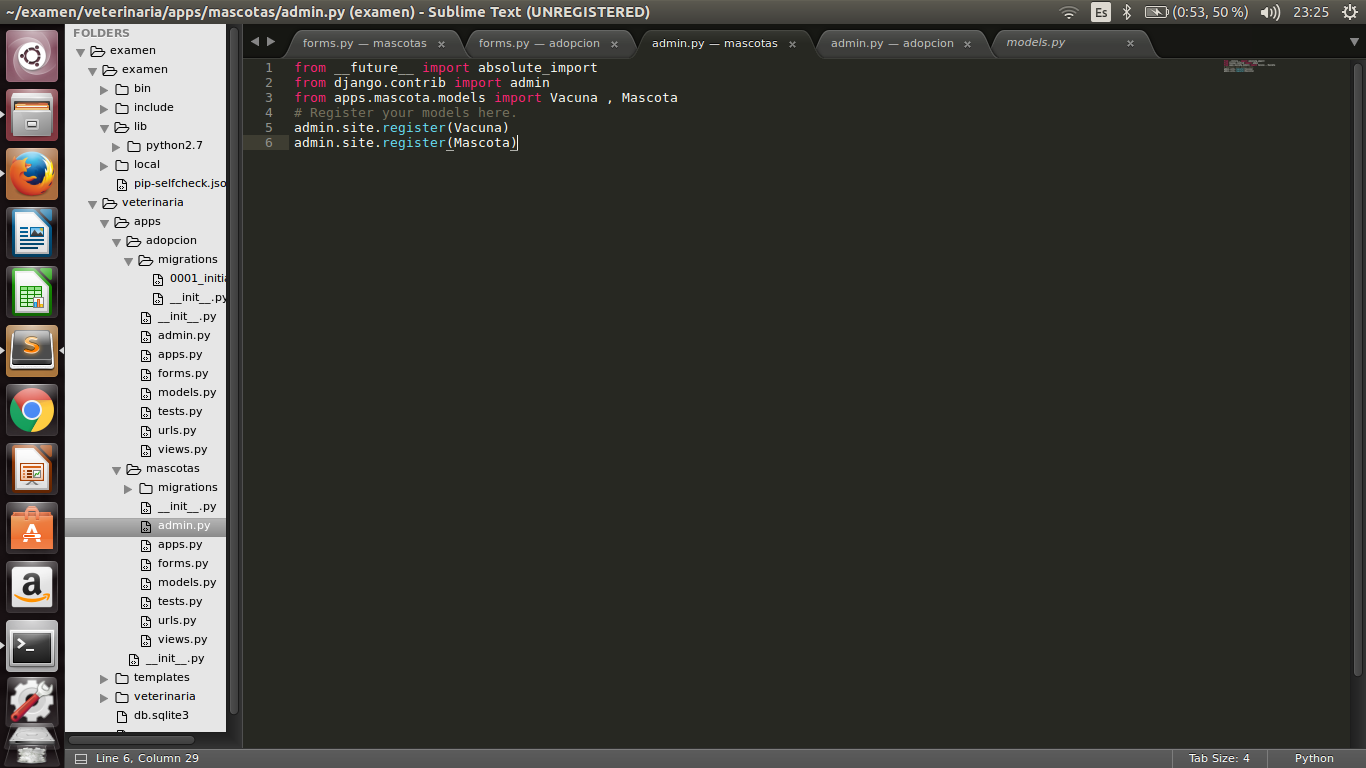 ~/examen/veterinaria/apps/mascotas/admin.py (examen) - Sublime Text (UNREGISTERED)
Es
(0:53, 50 %)
23:25
FOLDERS
examen
examen
bin
include
lib
python2.7
local
pip-selfcheck.jso
veterinaria
apps
adopcion
migrations
0001_initia
__init__.py
__init__.py
admin.py
apps.py
forms.py
models.py
tests.py
urls.py
views.py
mascotas
migrations
__init__.py
admin.py
apps.py
forms.py
models.py
tests.py
urls.py
views.py
__init__.py
templates
veterinaria
db.sqlite3
forms.py — mascotas
forms.py — adopcion
admin.py — mascotas
admin.py — adopcion
models.py
1 from __future__ import absolute_import
2 from django.contrib import admin
3 from apps.mascota.models import Vacuna , Mascota
4 # Register your models here.
5 admin.site.register(Vacuna)
6 admin.site.register(Mascota)
Line 6, Column 29
Tab Size: 4
Python